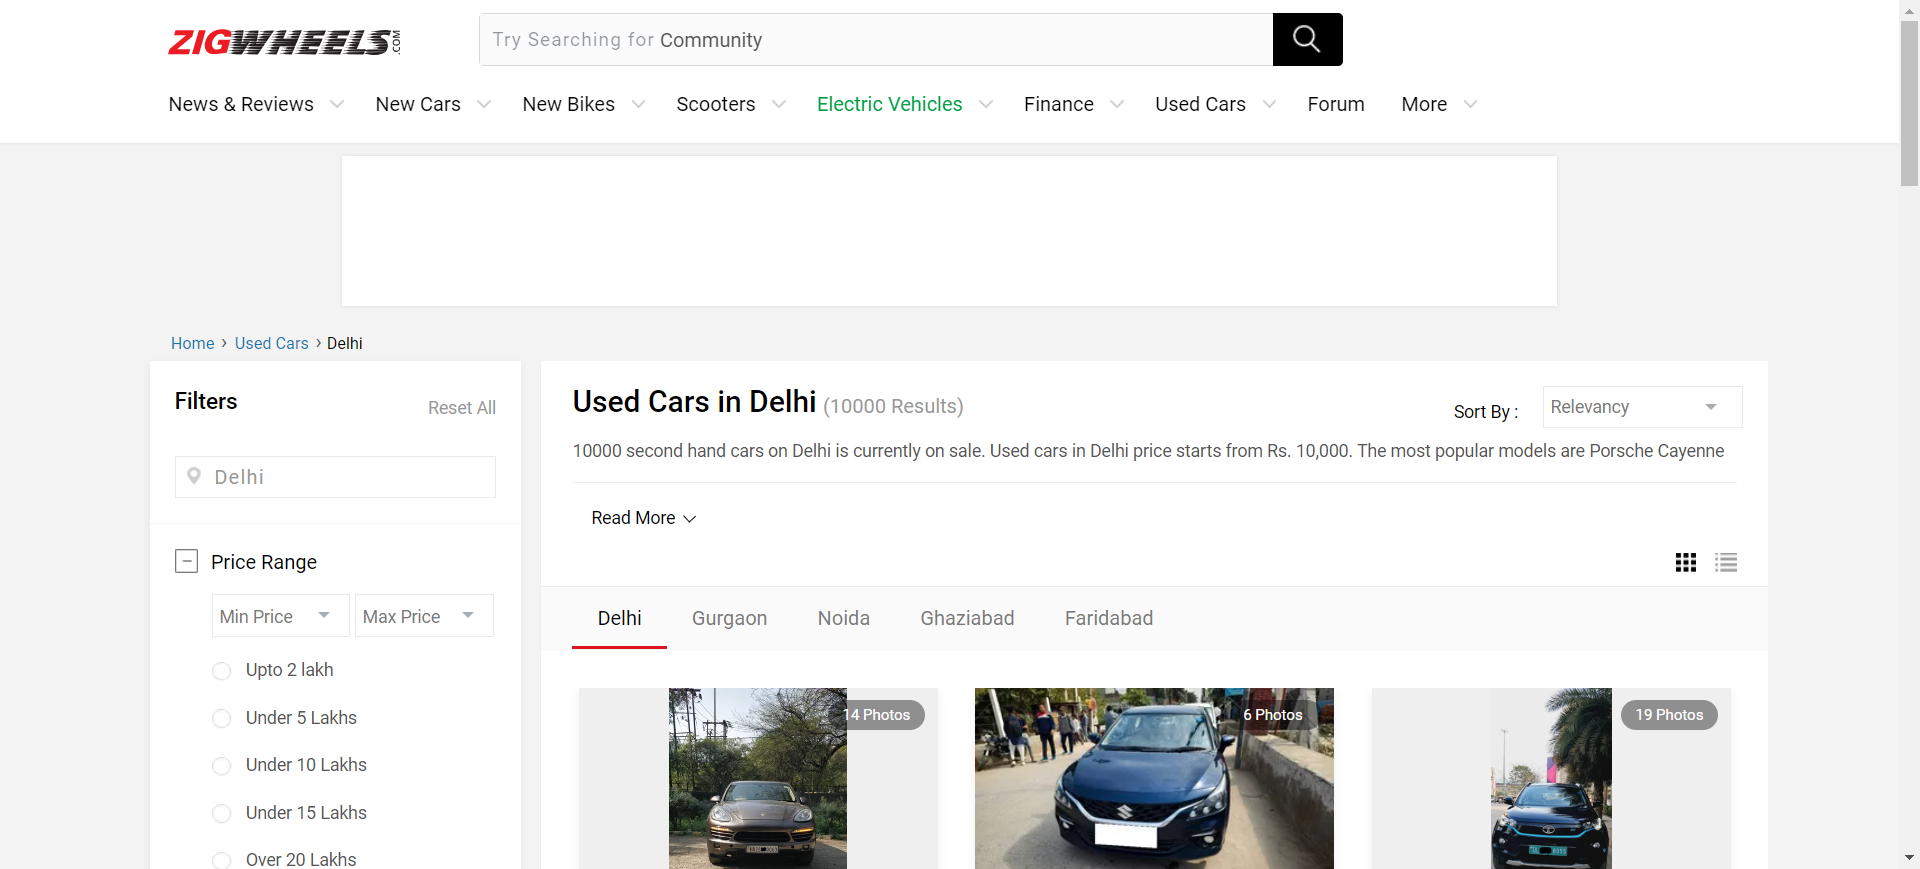 ZIGWHEELS.COM
Try Searching for Community
News & Reviews New Cars New Bikes Scooters Electric Vehicles Finance Used Cars Forum More
Home › Used Cars › Delhi
Filters
Reset All
Delhi
Price Range
Min Price Max Price
Upto 2 lakh
Under 5 Lakhs
Under 10 Lakhs
Under 15 Lakhs
Over 20 Lakhs
Used Cars in Delhi (10000 Results)
Sort By : Relevancy
10000 second hand cars on Delhi is currently on sale. Used cars in Delhi price starts from Rs. 10,000. The most popular models are Porsche Cayenne
Read More
Delhi Gurgaon Noida Ghaziabad Faridabad
14 Photos
6 Photos
19 Photos